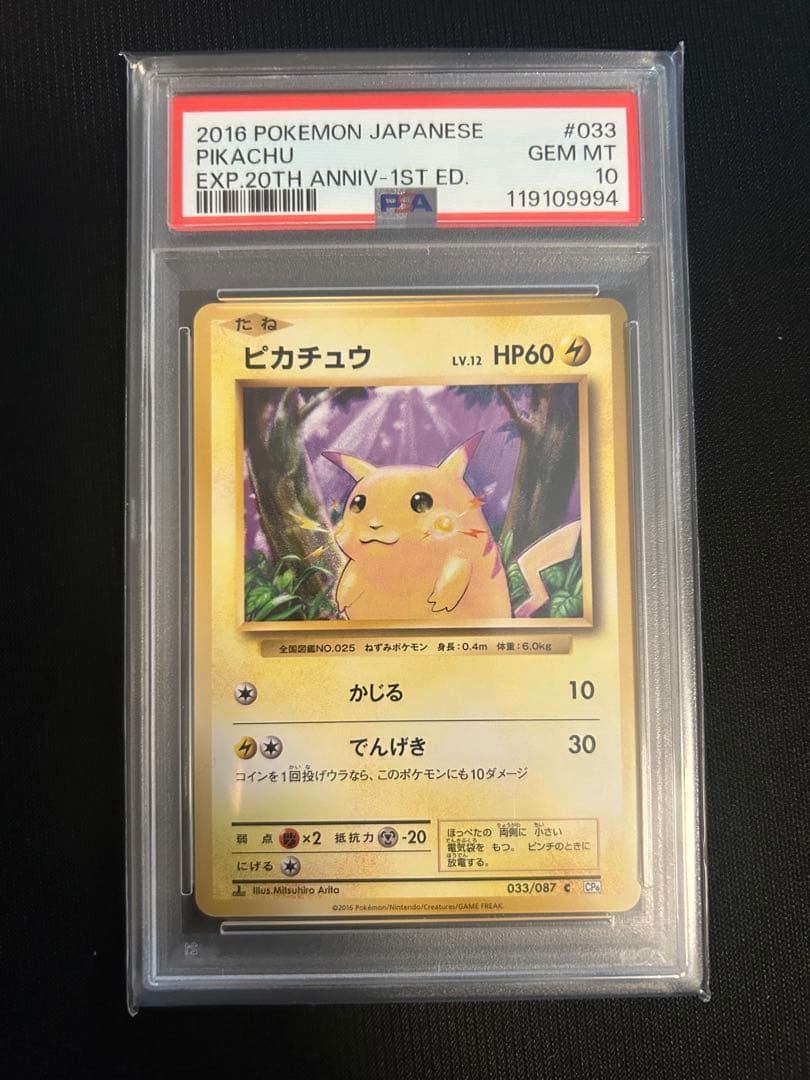 2016 POKEMON JAPANESE #033
PIKACHU GEM MT
EXP.20TH ANNIV-1ST ED. 10
PSA 119109994
たね
ピカチュウ LV.12 HP60
全国図鑑NO.025 ねずみポケモン 身長:0.4m 体重:6.0kg
かじる 10
でんげき 30
コインを1回投げウラなら、このポケモンにも10ダメージ
弱点 ×2 抵抗力 -20
にげる
ほっぺたの 両側に 小さい
電気袋を もつ。 ピンチのときに
放電する。
Illus.Mitsuhiro Arita 033/087 C CP6
©2016 Pokémon/Nintendo/Creatures/GAME FREAK.